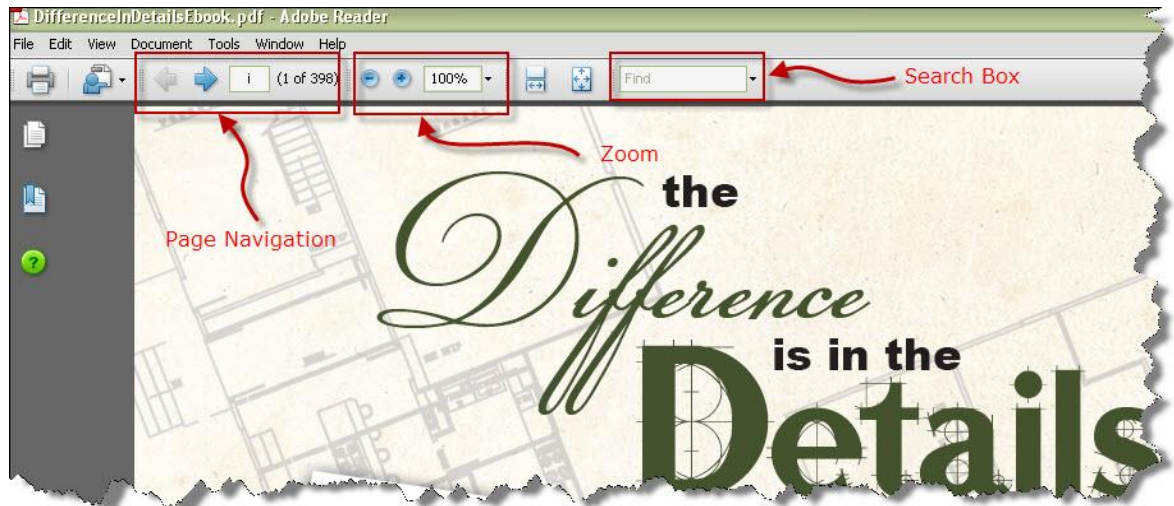 DifferenceInDetailsEbook.pdf - Adobe Reader
File Edit View Document Tools Window Help
i (1 of 398) 100% Find
Search Box
Zoom
Page Navigation
the
Difference
is in the
Details